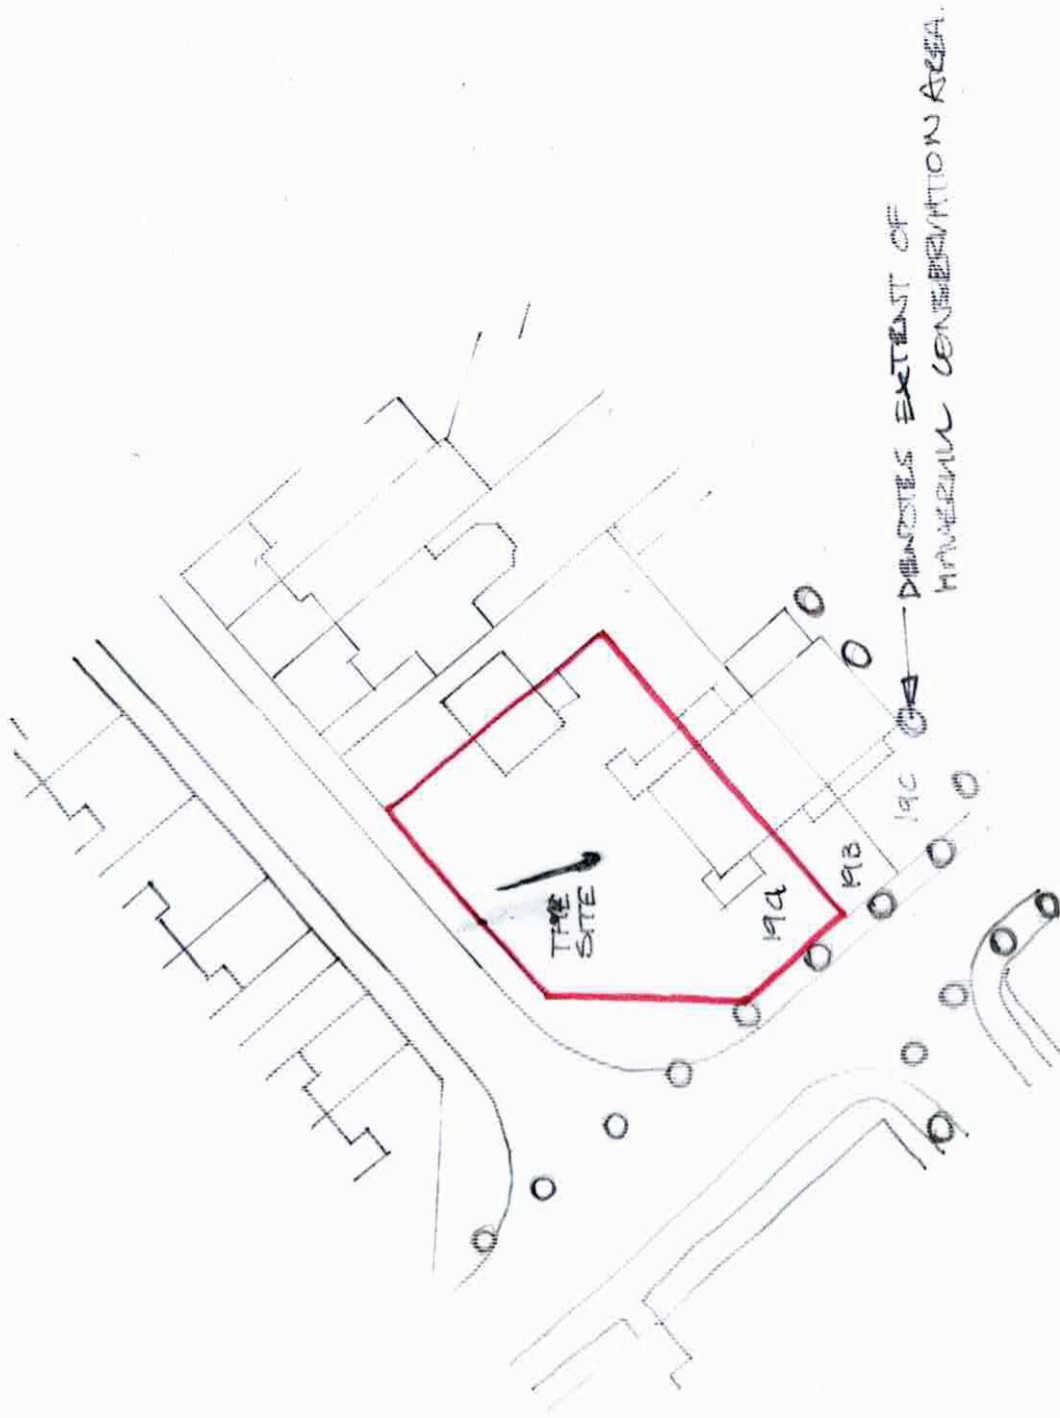 THE
SITE
19a
19B
19C
DENOTES EXTENT OF
HAVERHILL CONSERVATION AREA.